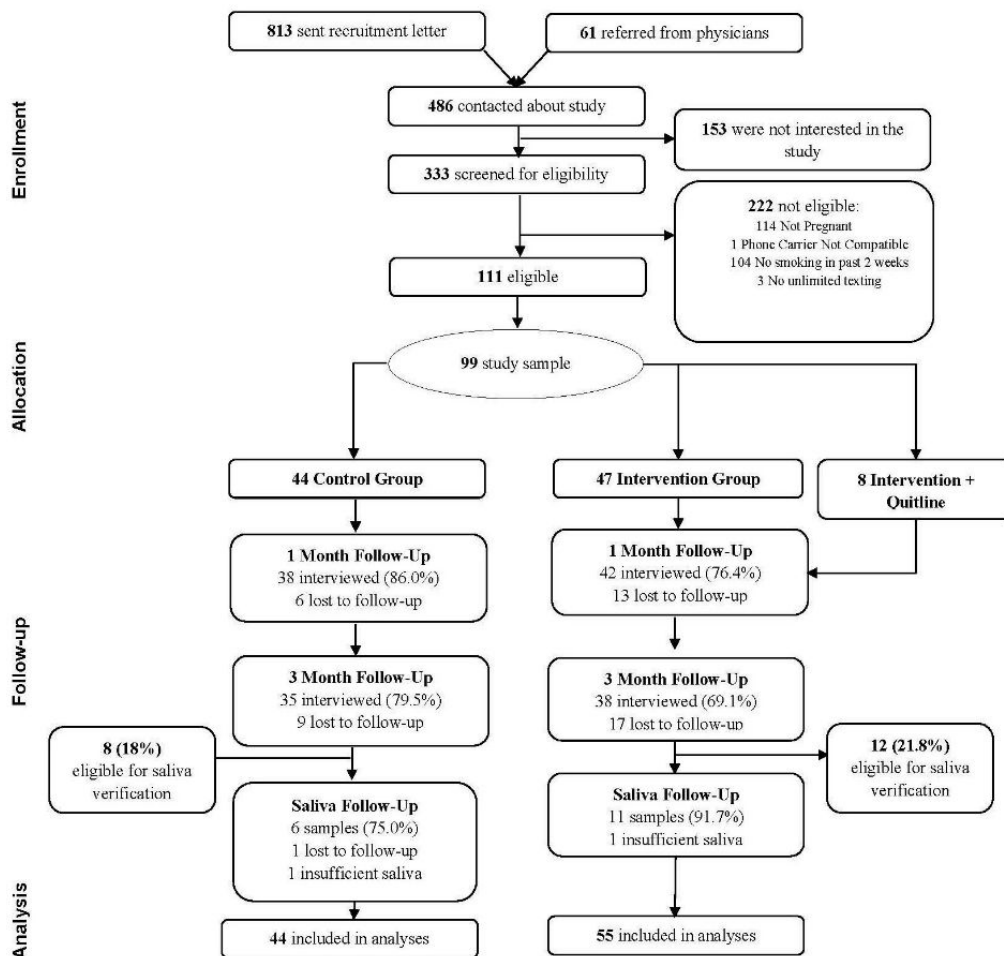 813 sent recruitment letter
61 referred from physicians
Enrollment
486 contacted about study
153 were not interested in the
study
333 screened for eligibility
222 not eligible:
114 Not Pregnant
1 Phone Carrier Not Compatible
104 No smoking in past 2 weeks
3 No unlimited texting
111 eligible
Allocation
99 study sample
44 Control Group
47 Intervention Group
8 Intervention +
Quitline
Follow-up
1 Month Follow-Up
38 interviewed (86.0%)
6 lost to follow-up
1 Month Follow-Up
42 interviewed (76.4%)
13 lost to follow-up
3 Month Follow-Up
35 interviewed (79.5%)
9 lost to follow-up
3 Month Follow-Up
38 interviewed (69.1%)
17 lost to follow-up
8 (18%)
eligible for saliva
verification
12 (21.8%)
eligible for saliva
verification
Saliva Follow-Up
6 samples (75.0%)
1 lost to follow-up
1 insufficient saliva
Saliva Follow-Up
11 samples (91.7%)
1 insufficient saliva
Analysis
44 included in analyses
55 included in analyses